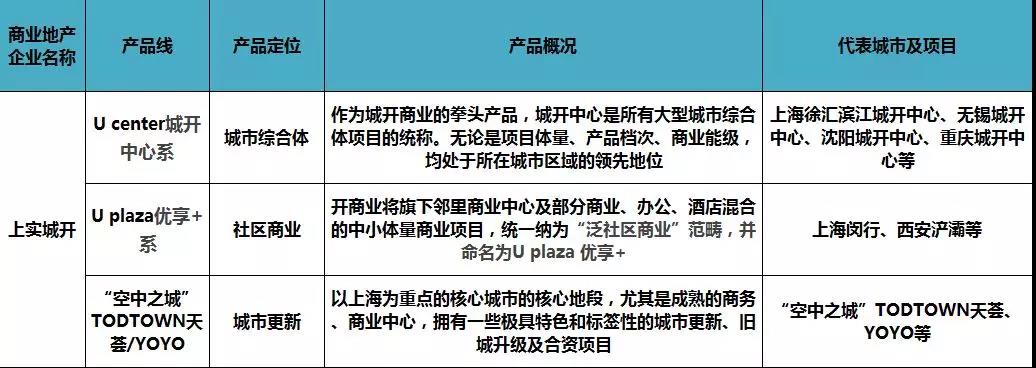 商业地产
企业名称
产品线
产品定位
产品概况
代表城市及项目
上实城开
U center城开
中心系
城市综合体
作为城开商业的拳头产品，城开中心是所有大型城市综合
体项目的统称。无论是项目体量、产品档次、商业能级，
均处于所在城市区域的领先地位
上海徐汇滨江城开中心、无锡城开
中心、沈阳城开中心、重庆城开中
心等
U plaza优享+
系
社区商业
开商业将旗下邻里商业中心及部分商业、办公、酒店混合
的中小体量商业项目，统一纳为“泛社区商业”范畴，并
命名为U plaza 优享+
上海闵行、西安浐灞等
“空中之城”
TODTOWN天
荟/YOYO
城市更新
以上海为重点的核心城市的核心地段，尤其是成熟的商务
、商业中心，拥有一些极具特色和标签性的城市更新、旧
城升级及合资项目
“空中之城”TODTOWN天荟、
YOYO等